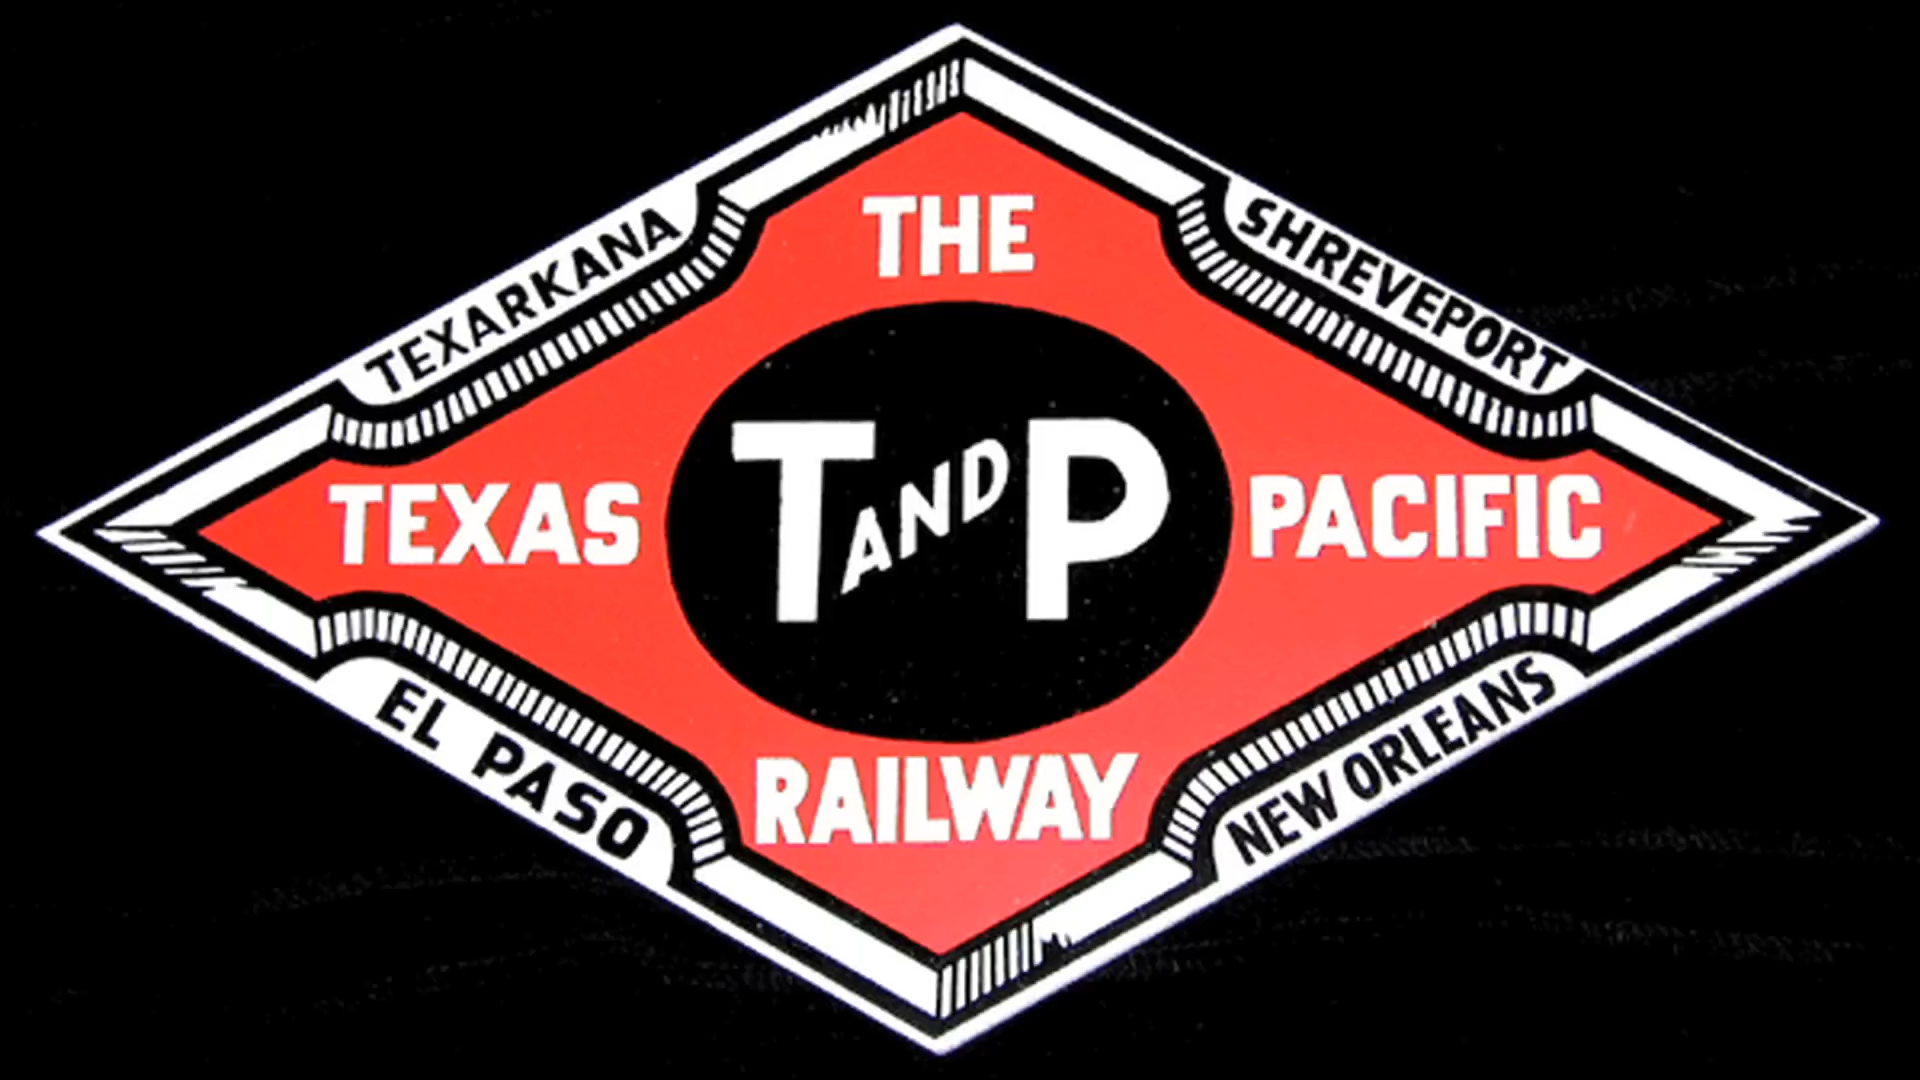 THE
TEXARKANA
SHREVEPORT
TEXAS
T AND P
PACIFIC
RAILWAY
EL PASO
NEW ORLEANS